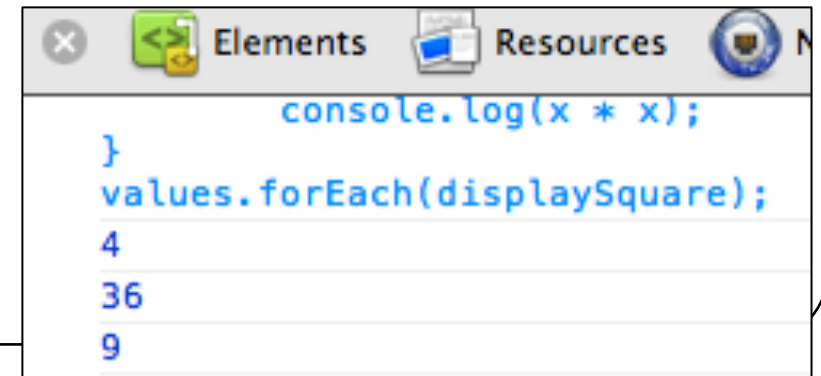 Elements Resources N
console.log(x * x);
}
values.forEach(displaySquare);
4
36
9